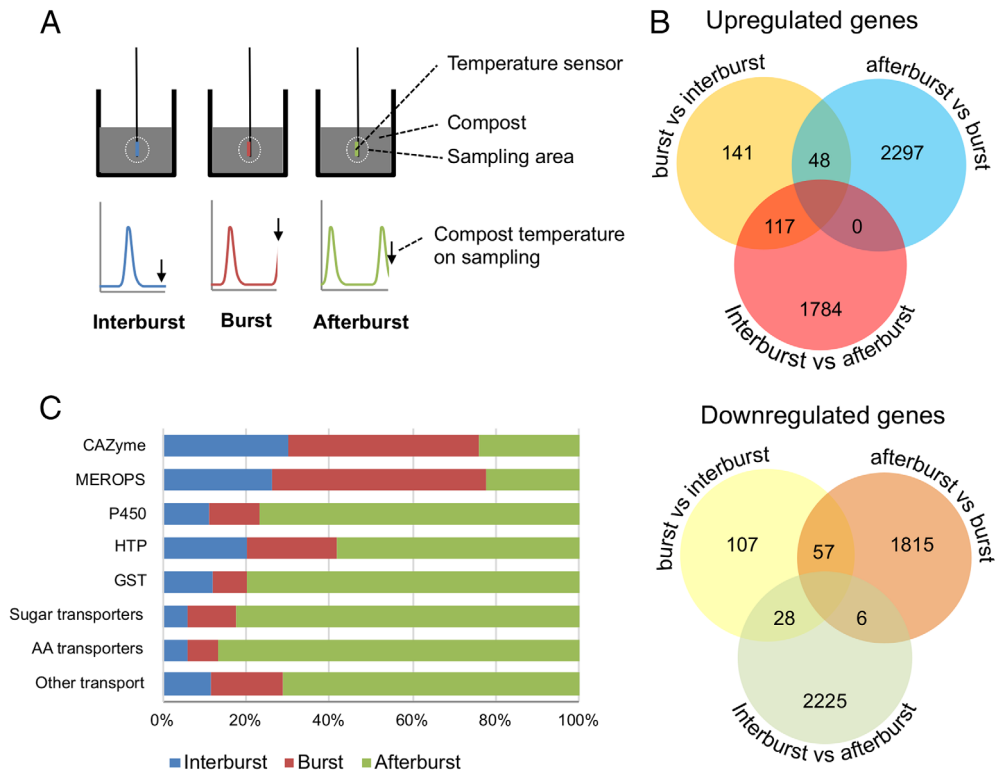 A
Temperature sensor
Compost
Sampling area
Compost temperature
on sampling
Interburst
Burst
Afterburst
B
Upregulated genes
burst vs interburst
afterburst vs burst
141
48
2297
117
0
1784
Interburst vs afterburst
Downregulated genes
burst vs interburst
afterburst vs burst
107
57
1815
28
6
2225
Interburst vs afterburst
C
CAZyme
MEROPS
P450
HTP
GST
Sugar transporters
AA transporters
Other transport
0%
20%
40%
60%
80%
100%
Interburst
Burst
Afterburst